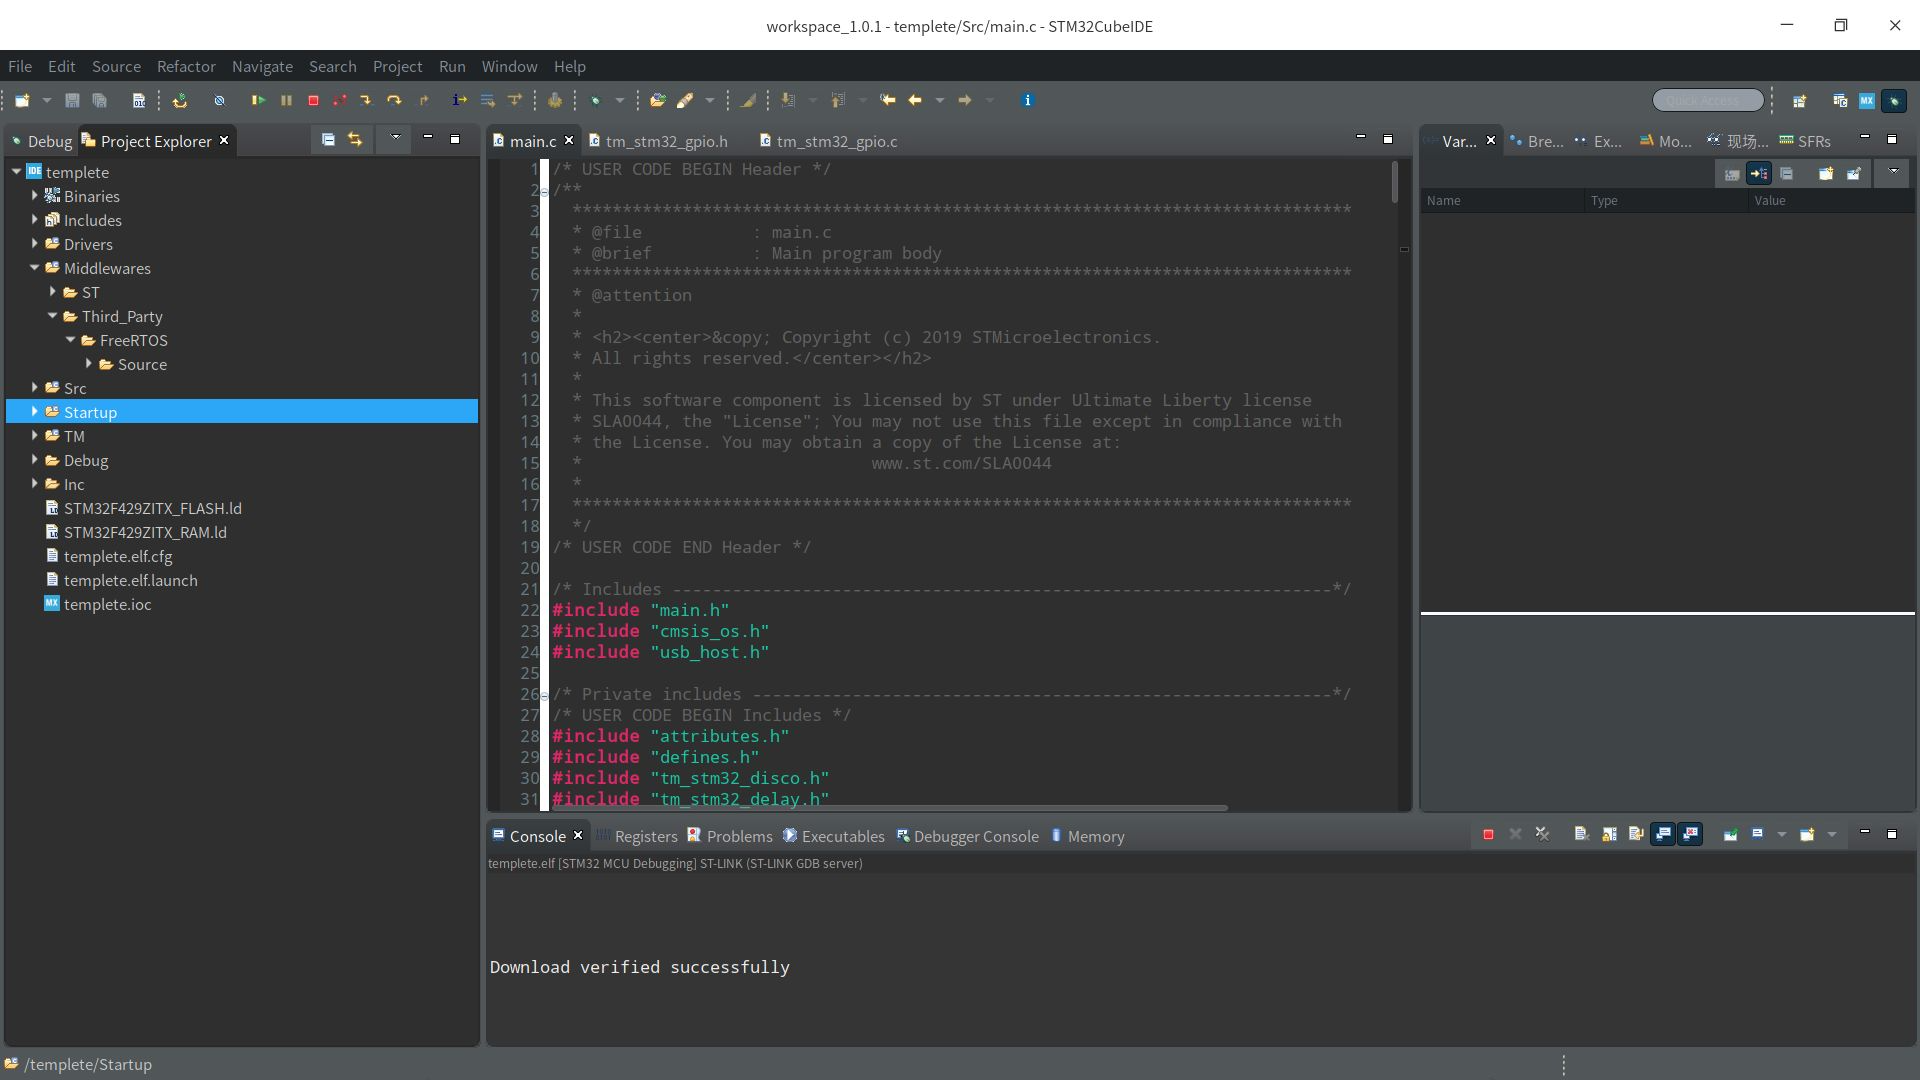 workspace_1.0.1 - templete/Src/main.c - STM32CubeIDE
File Edit Source Refactor Navigate Search Project Run Window Help
Quick Access
Debug Project Explorer
templete
Binaries
Includes
Drivers
Middlewares
ST
Third_Party
FreeRTOS
Source
Src
Startup
TM
Debug
Inc
STM32F429ZITX_FLASH.ld
STM32F429ZITX_RAM.ld
templete.elf.cfg
templete.elf.launch
templete.ioc
main.c tm_stm32_gpio.h tm_stm32_gpio.c
1 /* USER CODE BEGIN Header */
2 /**
3 ******************************************************************************
4 * @file : main.c
5 * @brief : Main program body
6 ******************************************************************************
7 * @attention
8 *
9 * <h2><center>&copy; Copyright (c) 2019 STMicroelectronics.
10 * All rights reserved.</center></h2>
11 *
12 * This software component is licensed by ST under Ultimate Liberty license
13 * SLA0044, the "License"; You may not use this file except in compliance with
14 * the License. You may obtain a copy of the License at:
15 * www.st.com/SLA0044
16 *
17 ******************************************************************************
18 */
19 /* USER CODE END Header */
20
21 /* Includes ------------------------------------------------------------------*/
22 #include "main.h"
23 #include "cmsis_os.h"
24 #include "usb_host.h"
25
26 /* Private includes ----------------------------------------------------------*/
27 /* USER CODE BEGIN Includes */
28 #include "attributes.h"
29 #include "defines.h"
30 #include "tm_stm32_disco.h"
31 #include "tm_stm32_delay.h"
Var... Bre... Ex... Mo... 现场... SFRs
Name Type Value
Console Registers Problems Executables Debugger Console Memory
templete.elf [STM32 MCU Debugging] ST-LINK (ST-LINK GDB server)
Download verified successfully
/templete/Startup